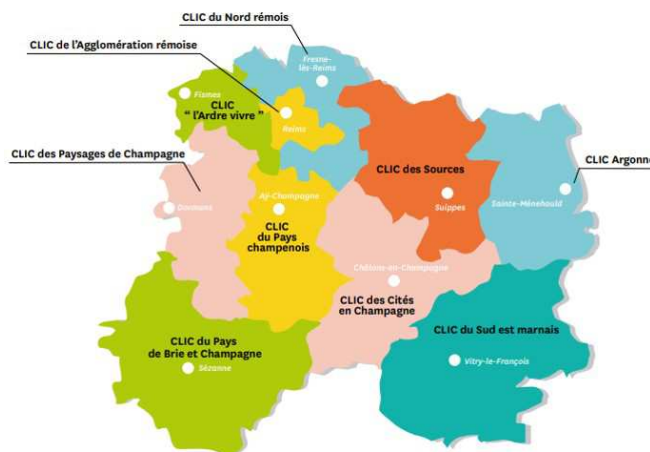 CLIC du Nord rémois
CLIC de l'Agglomération rémoise
Fresne-
lès-Reims
Fismes
CLIC
“ l'Ardre vivre ”
Reims
CLIC des Paysages de Champagne
CLIC des Sources
CLIC Argonne
Dormans
Aÿ-Champagne
Suippes
Sainte-Ménehould
CLIC
du Pays
champenois
Châlons-en-Champagne
CLIC des Cités
en Champagne
CLIC du Pays
de Brie et Champagne
Sézanne
CLIC du Sud est marnais
Vitry-le-François